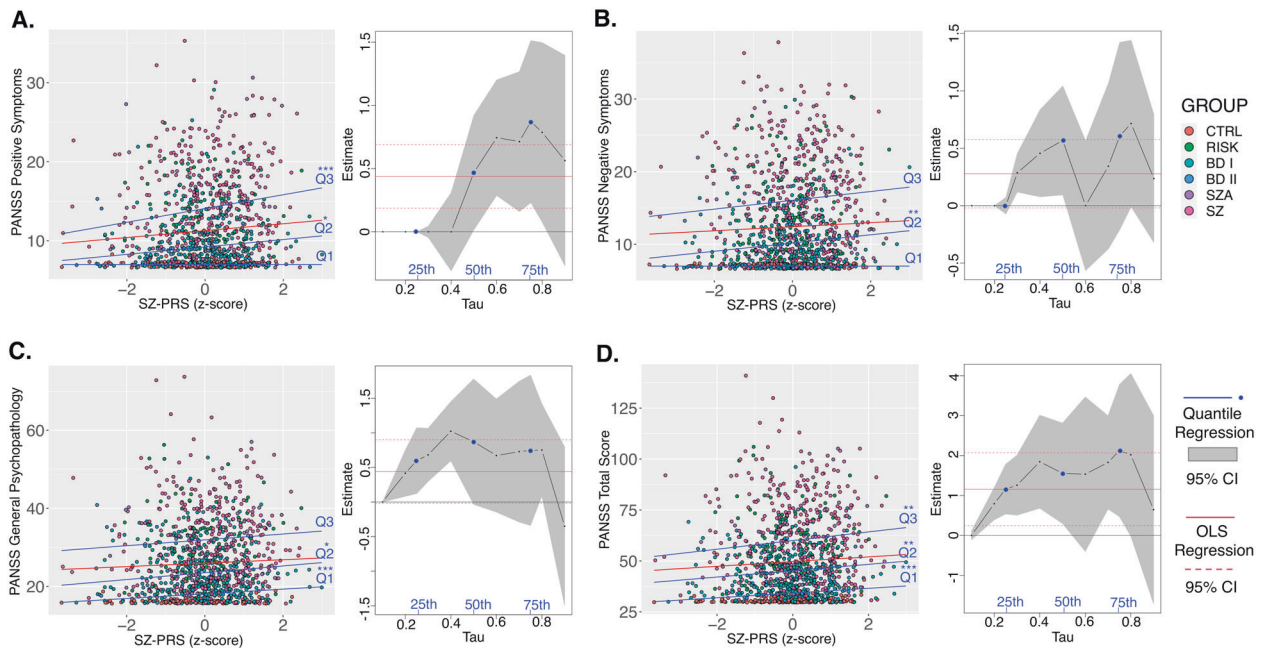 A.
PANSS Positive Symptoms
30
20
10
***
Q3
*
Q2
Q1
−2
0
2
SZ-PRS (z-score)
Estimate
1.5
1.0
0.5
0
25th
50th
75th
0.2
0.4
0.6
0.8
Tau
B.
PANSS Negative Symptoms
30
20
10
Q3
**
Q2
Q1
−2
0
2
SZ-PRS (z-score)
Estimate
1.5
1.0
0.5
0.0
-0.5
25th
50th
75th
0.2
0.4
0.6
0.8
1.0
Tau
GROUP
CTRL
RISK
BD I
BD II
SZA
SZ
C.
PANSS General Psychopathology
60
40
20
Q3
*
Q2
***
Q1
−2
0
2
SZ-PRS (z-score)
Estimate
1.5
0.5
-0.5
-1.5
25th
50th
75th
0.2
0.4
0.6
0.8
Tau
D.
PANSS Total Score
125
100
75
50
25
**
Q3
**
Q2
***
Q1
−2
0
2
SZ-PRS (z-score)
Estimate
4
3
2
1
0
-1
25th
50th
75th
0.2
0.4
0.6
0.8
Tau
Quantile
Regression
95% CI
OLS
Regression
95% CI